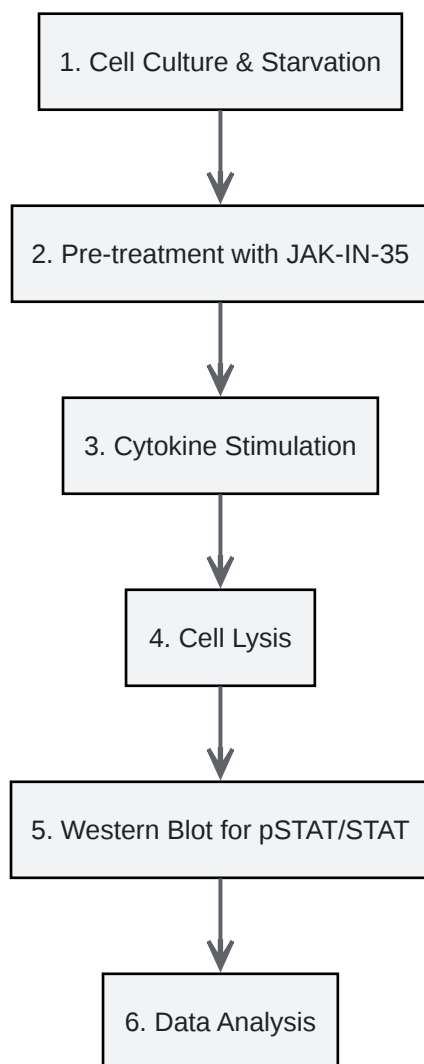 1. Cell Culture & Starvation
2. Pre-treatment with JAK-IN-35
3. Cytokine Stimulation
4. Cell Lysis
5. Western Blot for pSTAT/STAT
6. Data Analysis